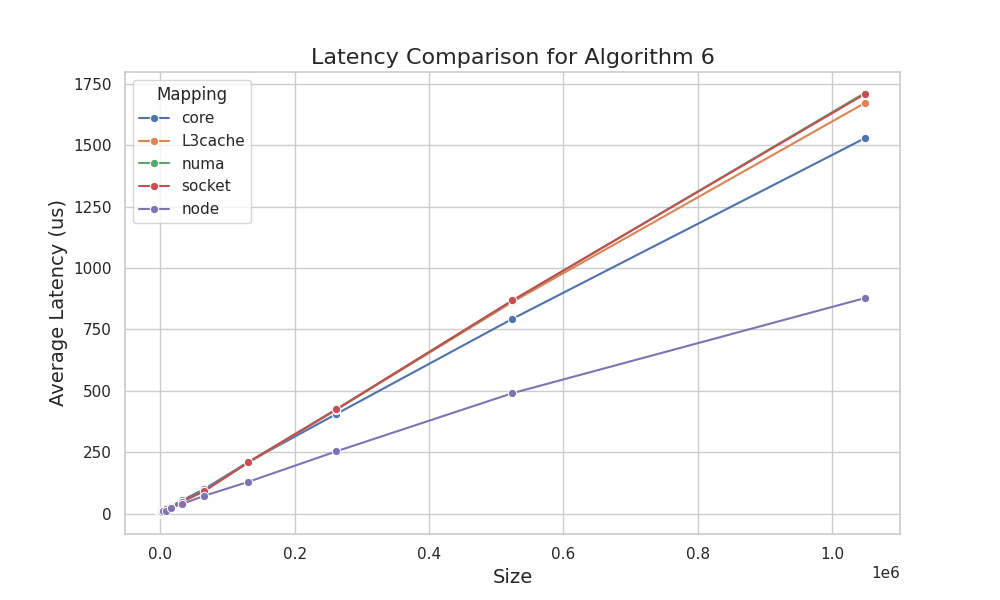 Latency Comparison for Algorithm 6
Mapping
core
L3cache
numa
socket
node
Average Latency (us)
1750
1500
1250
1000
750
500
250
0
0.0 0.2 0.4 0.6 0.8 1.0
1e6
Size